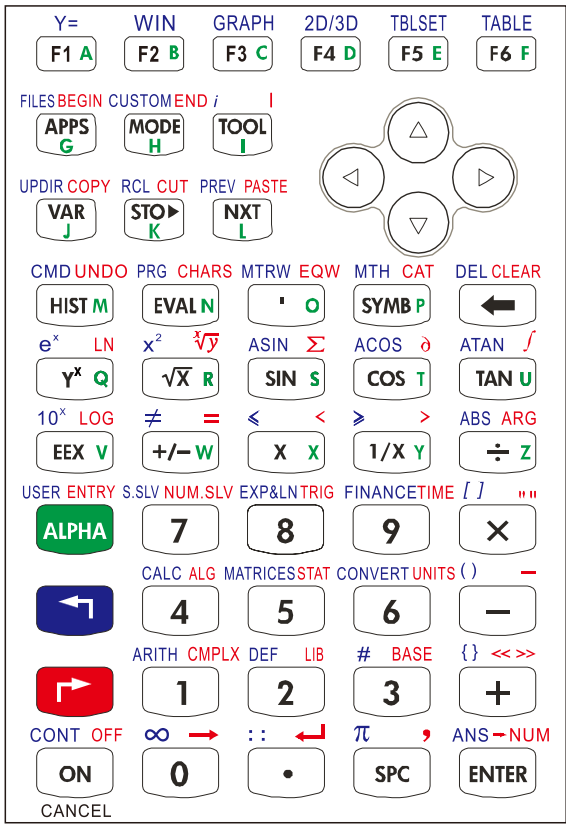 Y= WIN GRAPH 2D/3D TBLSET TABLE
F1 A F2 B F3 C F4 D F5 E F6 F
FILES BEGIN CUSTOM END i I
APPS MODE TOOL
G H I
UPDIR COPY RCL CUT PREV PASTE
VAR STO▶ NXT
J K L
CMD UNDO PRG CHARS MTRW EQW MTH CAT DEL CLEAR
HIST M EVAL N ' O SYMB P ←
eˣ LN x² ˣ√y ASIN Σ ACOS ∂ ATAN ∫
Yˣ Q √X R SIN S COS T TAN U
10ˣ LOG ≠ = ≤ < ≥ > ABS ARG
EEX V +/− W X X 1/X Y ÷ Z
USER ENTRY S.SLV NUM.SLV EXP&LN TRIG FINANCE TIME [ ] " "
ALPHA 7 8 9 ×
CALC ALG MATRICES STAT CONVERT UNITS ( ) _
↰ 4 5 6 −
ARITH CMPLX DEF LIB # BASE { } << >>
↱ 1 2 3 +
CONT OFF ∞ → : : ↵ π , ANS →NUM
ON 0 • SPC ENTER
CANCEL